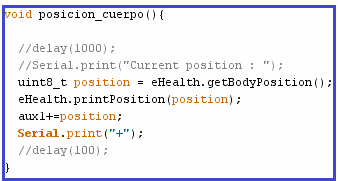 void posicion_cuerpo(){
//delay(1000);
//Serial.print("Current position : ");
uint8_t position = eHealth.getBodyPosition();
eHealth.printPosition(position);
aux1+=position;
Serial.print("+");
//delay(100);
}